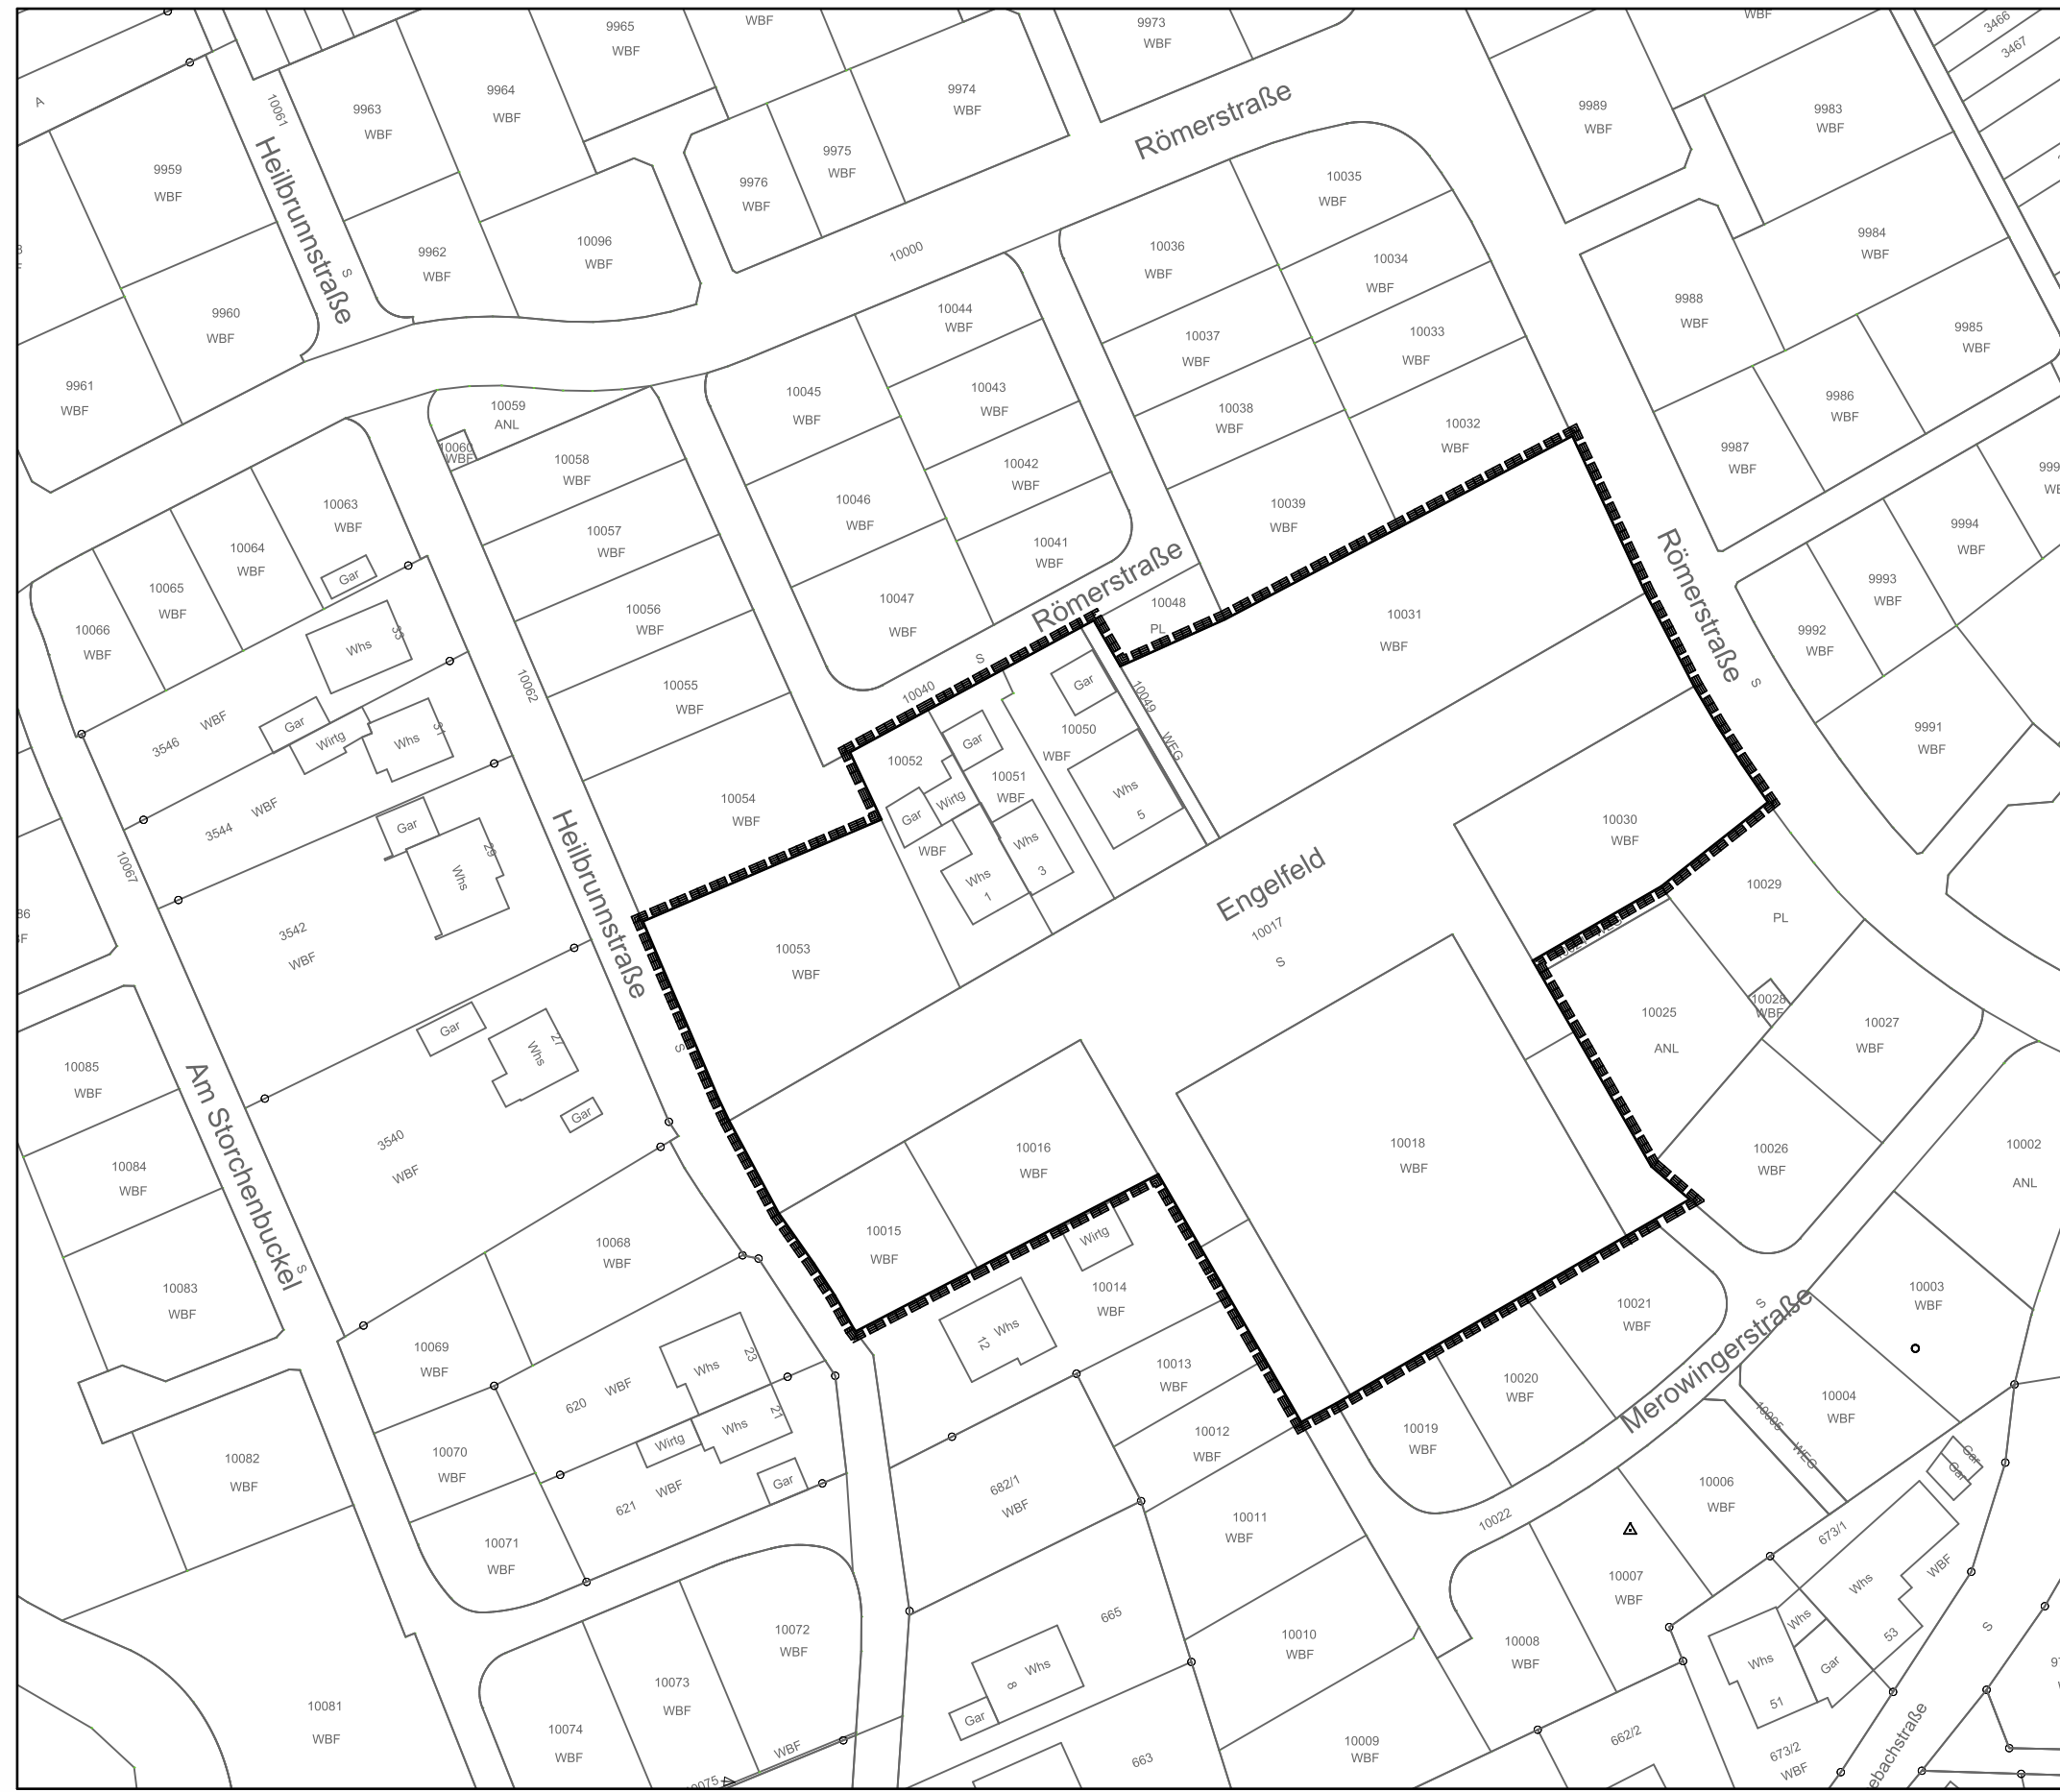 9965
WBF
WBF
9973
WBF
WBF
3466
3467
A
10061
9963
WBF
9964
WBF
9974
WBF
Römerstraße
9989
WBF
9983
WBF
9959
WBF
Heilbrunnstraße
S
9975
WBF
9976
WBF
10035
WBF
9962
WBF
10096
WBF
10000
10036
WBF
10034
WBF
9984
WBF
9960
WBF
10044
WBF
10037
WBF
10033
WBF
9988
WBF
9985
WBF
9961
WBF
10059
ANL
10060
WBF
10045
WBF
10043
WBF
10038
WBF
10032
WBF
9986
WBF
10058
WBF
10042
WBF
9987
WBF
10063
WBF
10046
WBF
10039
WBF
9994
WBF
10064
WBF
10057
WBF
10041
WBF
Römerstraße
10065
WBF
Gar
9993
WBF
10066
WBF
Whs
33
10056
WBF
10047
WBF
Römerstraße
S
10048
PL
10031
WBF
9992
WBF
10062
10055
WBF
S
10040
Gar
10049
WEG
9991
WBF
3546
WBF
Gar
Wirtg
Whs
31
10052
Gar
10050
WBF
10051
WBF
Whs
5
3544
WBF
Gar
10054
WBF
Gar
Wirtg
WBF
Whs
3
Whs
1
10030
WBF
10067
Whs
29
Heilbrunnstraße
S
Engelfeld
10017
S
10029
PL
3542
WBF
10053
WBF
10025
ANL
10028
WBF
10027
WBF
Gar
Whs
27
Gar
10085
WBF
Am Storchenbuckel
S
3540
WBF
10016
WBF
10018
WBF
10026
WBF
10002
ANL
10084
WBF
10083
WBF
10068
WBF
10015
WBF
Wirtg
10014
WBF
Whs
12
10021
WBF
S
Merowingerstraße
10003
WBF
10069
WBF
620
WBF
Whs
23
10013
WBF
10020
WBF
10004
WBF
10005
WEG
Whs
21
Wirtg
10019
WBF
10012
WBF
10082
WBF
10070
WBF
621
WBF
Gar
682/1
WBF
10006
WBF
Gar
Gar
10011
WBF
10022
673/1
10071
WBF
10007
WBF
Whs
WBF
53
665
Whs
10072
WBF
10010
WBF
10008
WBF
Whs
51
Gar
S
Whs
8
Gar
10081
WBF
10073
WBF
10074
WBF
WBF
663
10009
WBF
662/2
673/2
WBF
ebachstraße